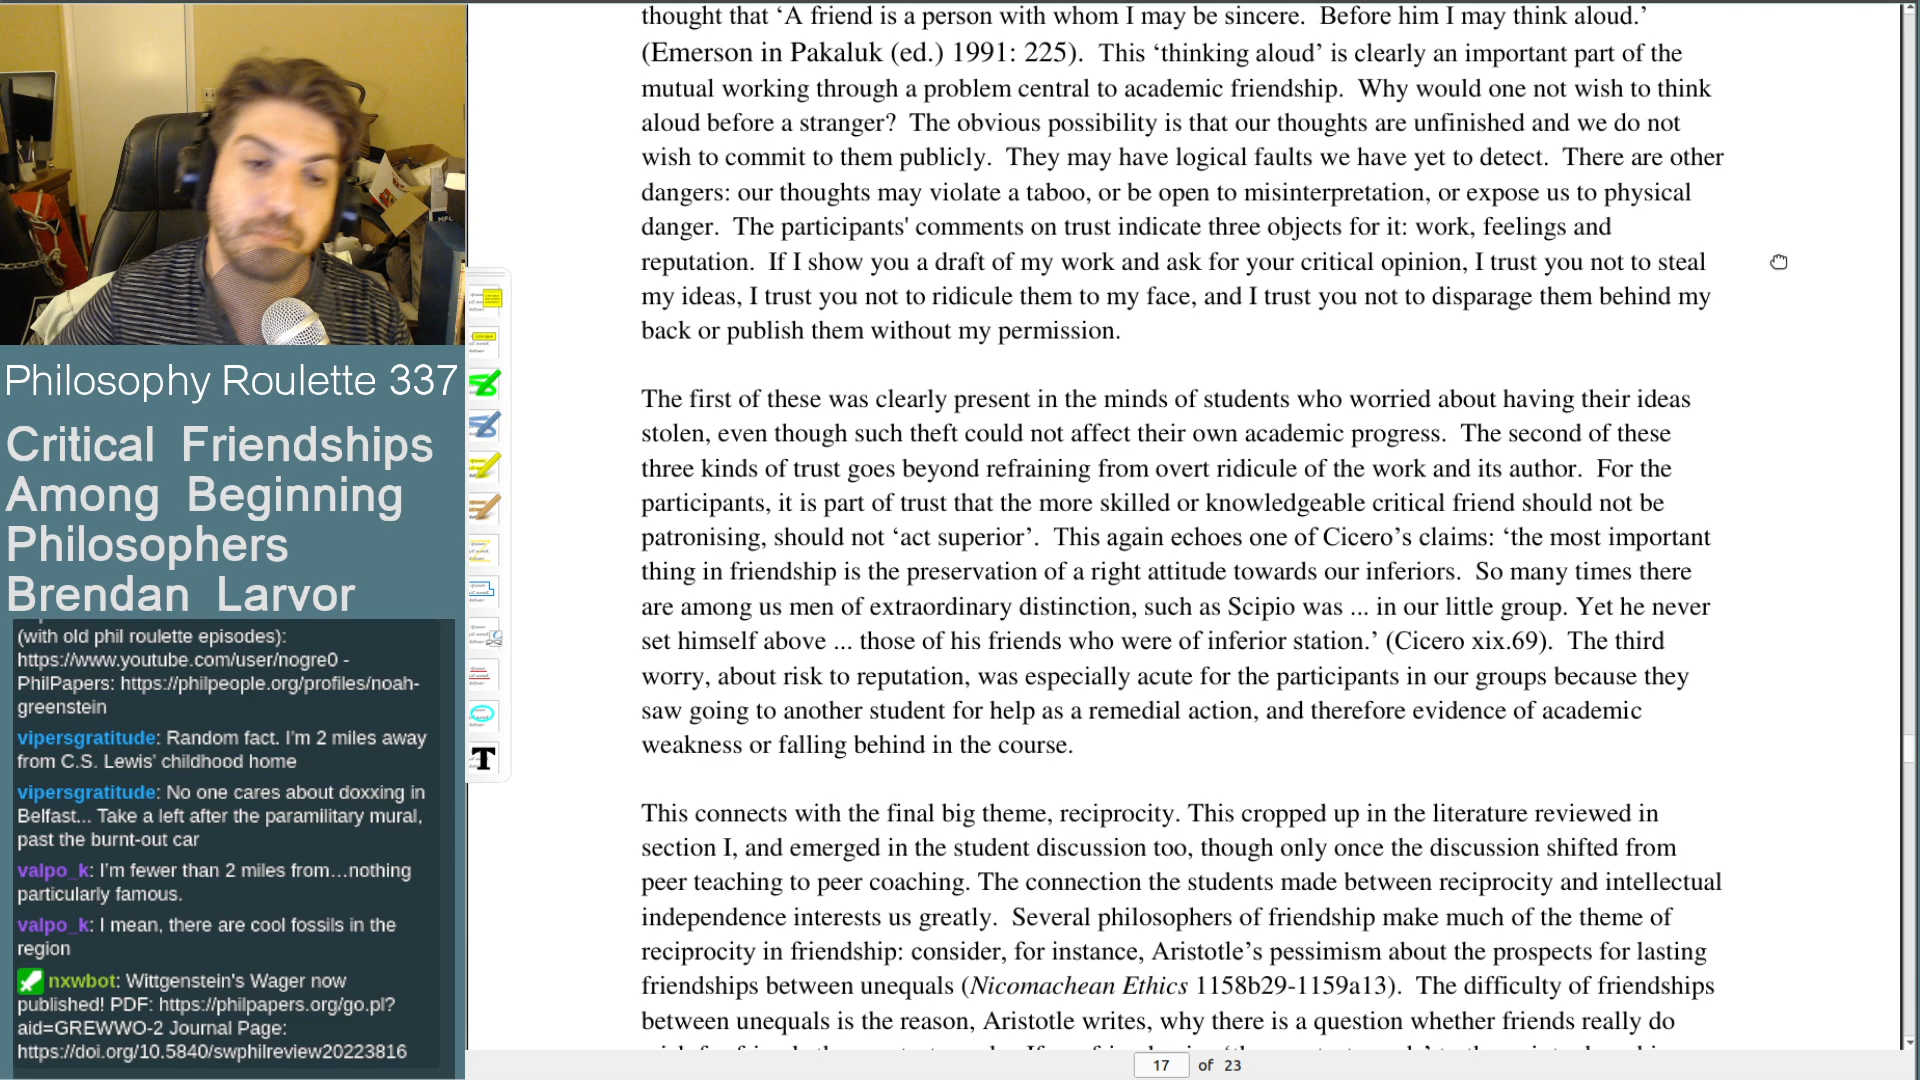 thought that ‘A friend is a person with whom I may be sincere.  Before him I may think aloud.’
(Emerson in Pakaluk (ed.) 1991: 225).  This ‘thinking aloud’ is clearly an important part of the
mutual working through a problem central to academic friendship.  Why would one not wish to think
aloud before a stranger?  The obvious possibility is that our thoughts are unfinished and we do not
wish to commit to them publicly.  They may have logical faults we have yet to detect.  There are other
dangers: our thoughts may violate a taboo, or be open to misinterpretation, or expose us to physical
danger.  The participants' comments on trust indicate three objects for it: work, feelings and
reputation.  If I show you a draft of my work and ask for your critical opinion, I trust you not to steal
my ideas, I trust you not to ridicule them to my face, and I trust you not to disparage them behind my
back or publish them without my permission.
The first of these was clearly present in the minds of students who worried about having their ideas
stolen, even though such theft could not affect their own academic progress.  The second of these
three kinds of trust goes beyond refraining from overt ridicule of the work and its author.  For the
participants, it is part of trust that the more skilled or knowledgeable critical friend should not be
patronising, should not ‘act superior’.  This again echoes one of Cicero’s claims: ‘the most important
thing in friendship is the preservation of a right attitude towards our inferiors.  So many times there
are among us men of extraordinary distinction, such as Scipio was ... in our little group. Yet he never
set himself above ... those of his friends who were of inferior station.’ (Cicero xix.69).  The third
worry, about risk to reputation, was especially acute for the participants in our groups because they
saw going to another student for help as a remedial action, and therefore evidence of academic
weakness or falling behind in the course.
This connects with the final big theme, reciprocity. This cropped up in the literature reviewed in
section I, and emerged in the student discussion too, though only once the discussion shifted from
peer teaching to peer coaching. The connection the students made between reciprocity and intellectual
independence interests us greatly.  Several philosophers of friendship make much of the theme of
reciprocity in friendship: consider, for instance, Aristotle’s pessimism about the prospects for lasting
friendships between unequals (Nicomachean Ethics 1158b29-1159a13).  The difficulty of friendships
between unequals is the reason, Aristotle writes, why there is a question whether friends really do
17 of 23
Philosophy Roulette 337
Critical Friendships
Among Beginning
Philosophers
Brendan Larvor
(with old phil roulette episodes):
https://www.youtube.com/user/nogre0 -
PhilPapers: https://philpeople.org/profiles/noah-
greenstein
vipersgratitude: Random fact. I'm 2 miles away
from C.S. Lewis' childhood home
vipersgratitude: No one cares about doxxing in
Belfast... Take a left after the paramilitary mural,
past the burnt-out car
valpo_k: I'm fewer than 2 miles from…nothing
particularly famous.
valpo_k: I mean, there are cool fossils in the
region
nxwbot: Wittgenstein's Wager now
published! PDF: https://philpapers.org/go.pl?
aid=GREWWO-2 Journal Page:
https://doi.org/10.5840/swphilreview20223816
T